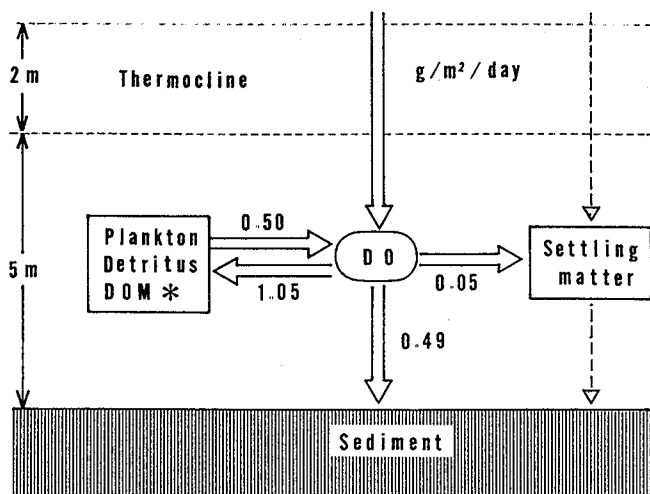 2 m
Thermocline
g/m²/day
5 m
0.50
Plankton
Detritus
DOM *
1.05
DO
0.05
Settling
matter
0.49
Sediment